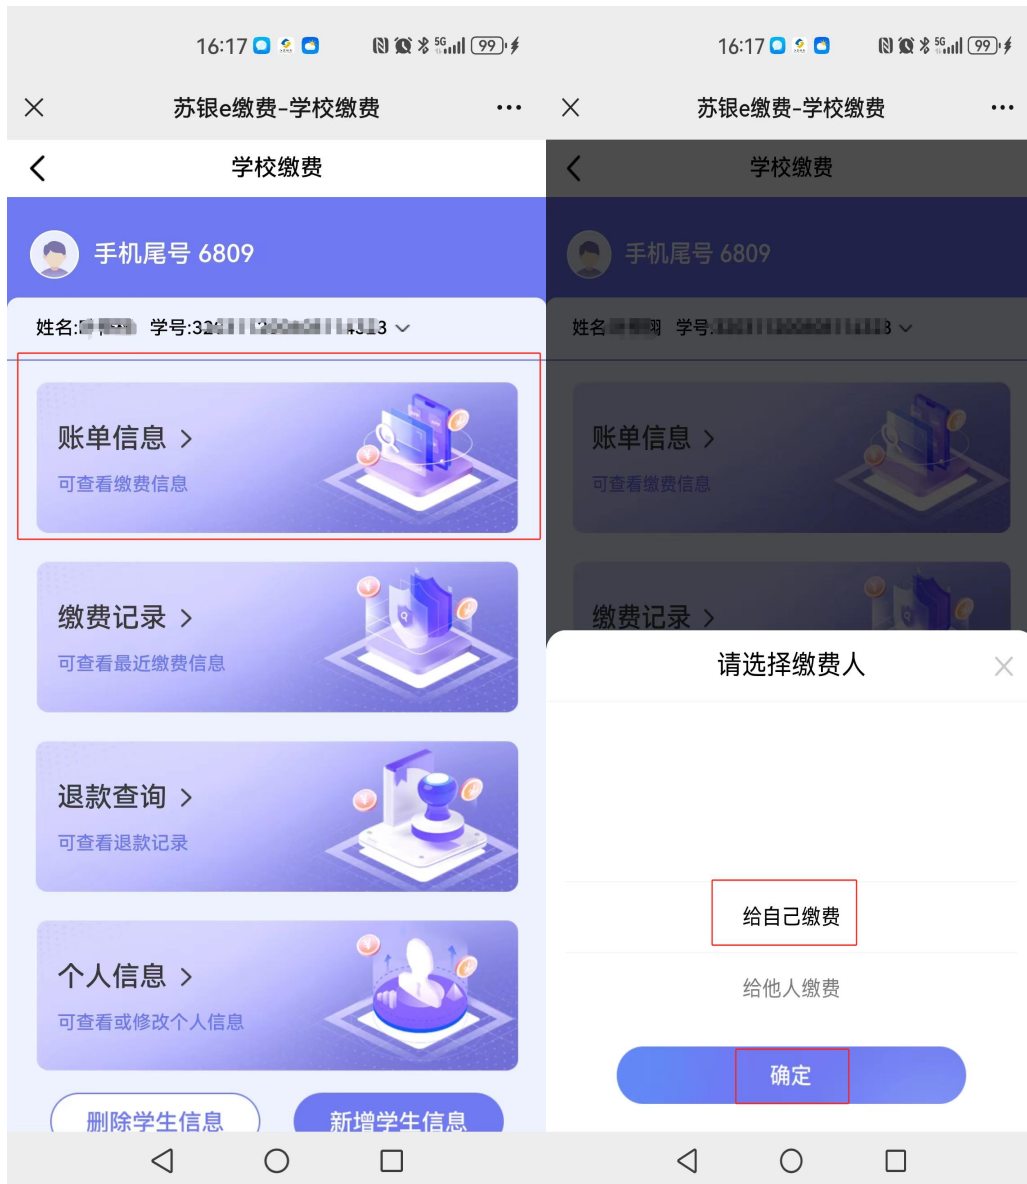 16:17
5G
99
苏银e缴费-学校缴费
学校缴费
手机尾号 6809
姓名: 学号:
账单信息
可查看缴费信息
缴费记录
可查看最近缴费信息
退款查询
可查看退款记录
个人信息
可查看或修改个人信息
删除学生信息
新增学生信息
16:17
5G
99
苏银e缴费-学校缴费
学校缴费
手机尾号 6809
姓名 学号:
账单信息
可查看缴费信息
缴费记录
请选择缴费人
给自己缴费
给他人缴费
确定